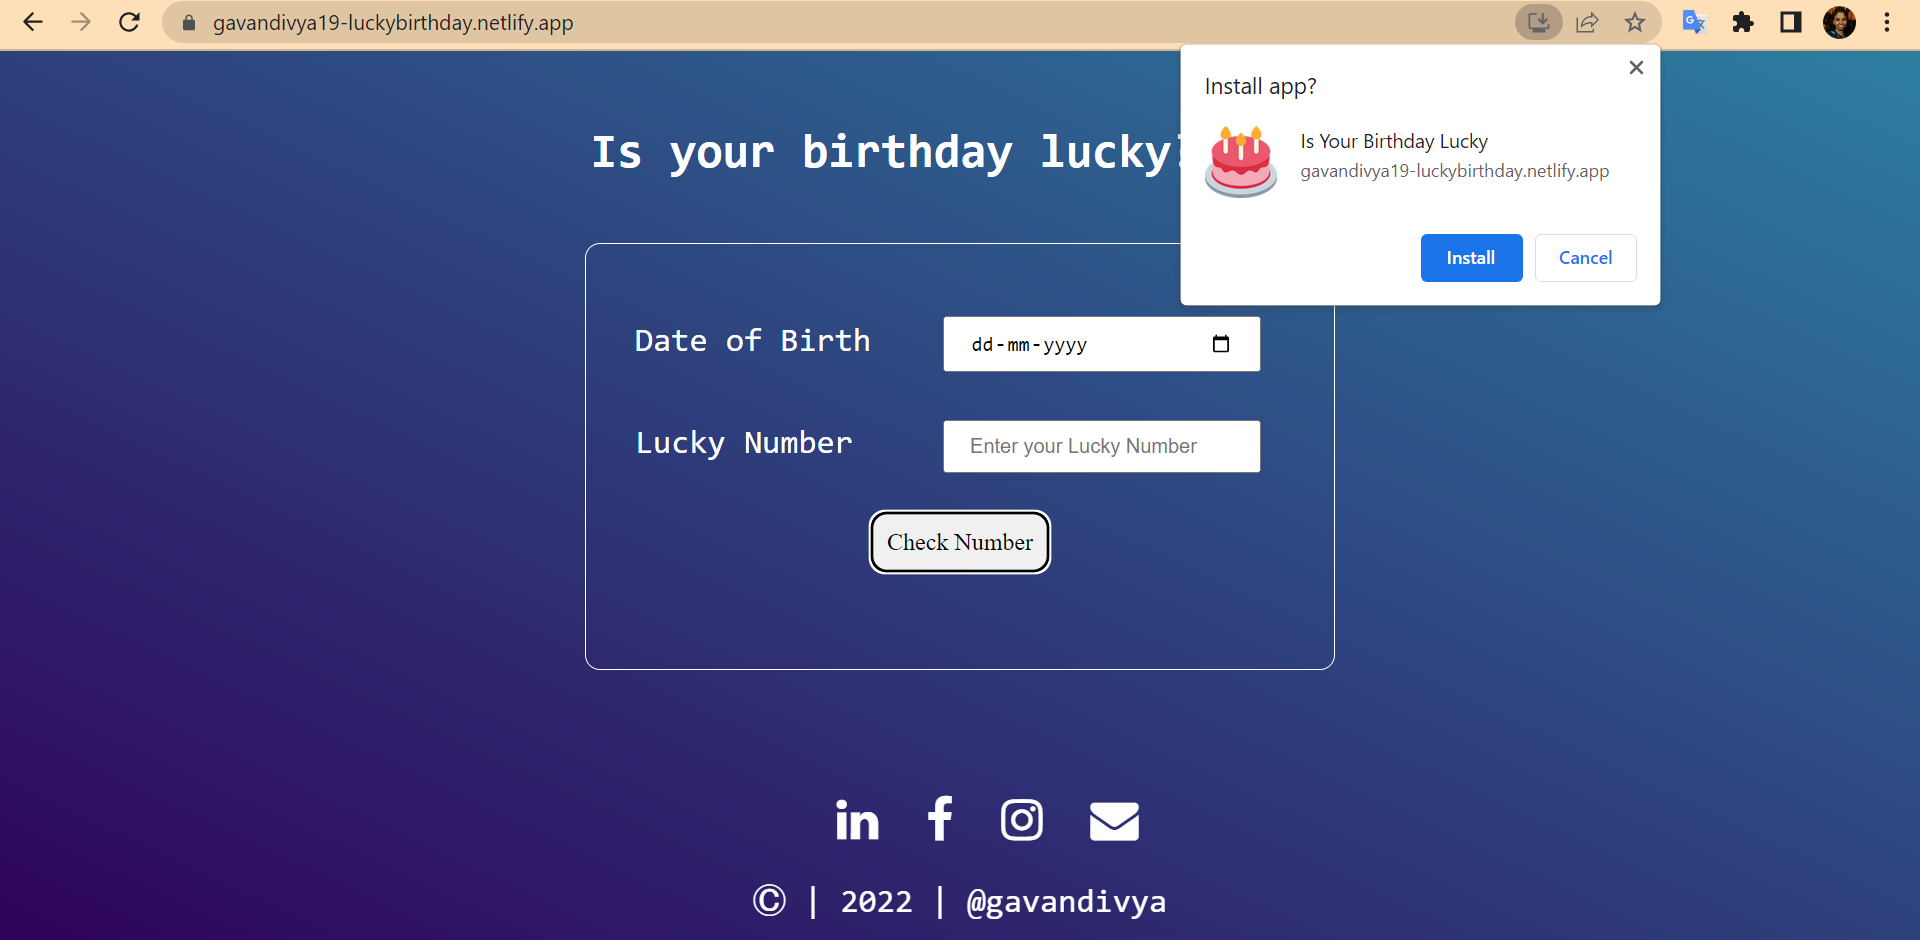 gavandivya19-luckybirthday.netlify.app
Install app?
Is your birthday lucky?
Is Your Birthday Lucky
gavandivya19-luckybirthday.netlify.app
Install
Cancel
Date of Birth
dd-mm-yyyy
Lucky Number
Enter your Lucky Number
Check Number
© | 2022 | @gavandivya